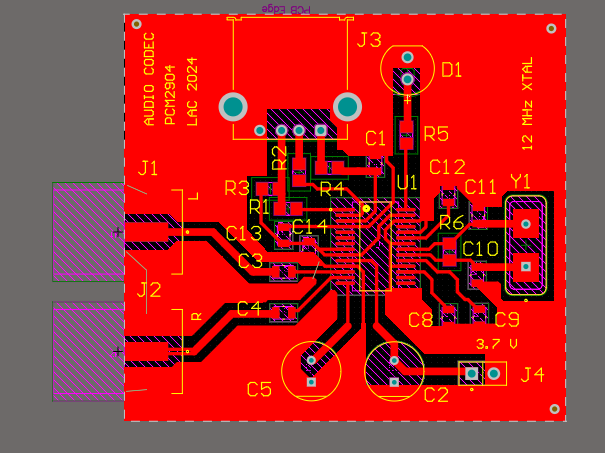 PCB Edge
J3
AUDIO CODEC
PCM2904
LAC 2024
D1
12 MHz XTAL
R5
C1
R2
J1
C12
R3
R4
U1
C11
Y1
L
R1
R6
C13
C14
C10
C3
J2
C4
R
C8
C9
3.7 V
C5
C2
J4